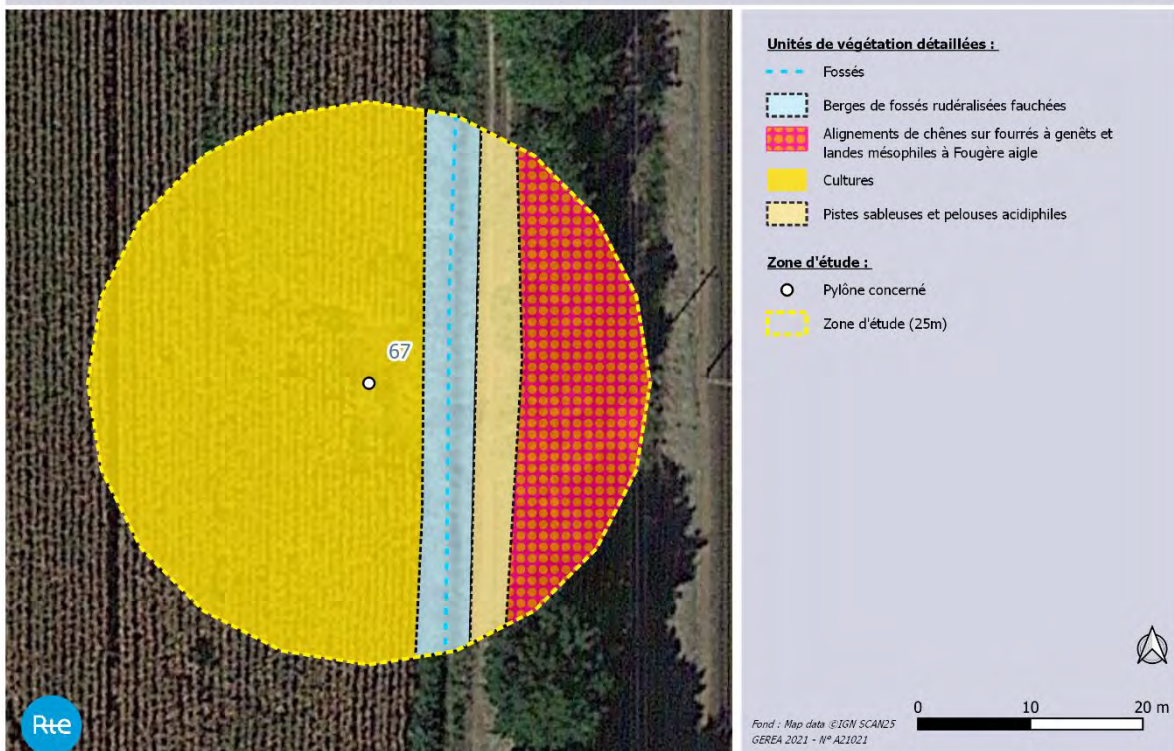 67
Rte
Unités de végétation détaillées :
Fossés
Berges de fossés rudéralisées fauchées
Alignements de chênes sur fourrés à genêts et
landes mésophiles à Fougère aigle
Cultures
Pistes sableuses et pelouses acidiphiles
Zone d'étude :
Pylône concerné
Zone d'étude (25m)
Fond : Map data ©IGN SCAN25
GEREA 2021 - N° A21021
0 10 20 m